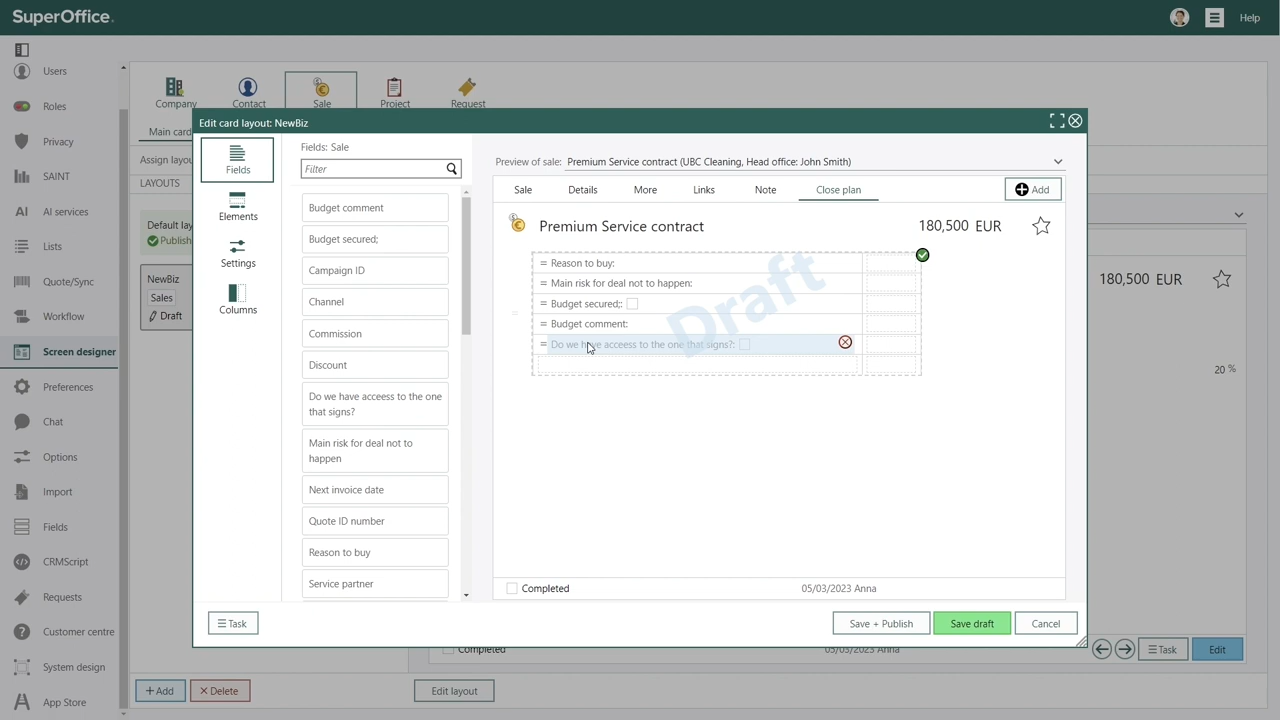 SuperOffice.
Help
Users
Roles
Privacy
SAINT
AI services
Lists
Quote/Sync
Workflow
Screen designer
Preferences
Chat
Options
Import
Fields
CRMScript
Requests
Customer centre
System design
App Store
Company
Contact
Sale
Project
Request
Main card
Assign layou
LAYOUTS
Default lay
Publish
NewBiz
Sales
Draft
Edit card layout: NewBiz
Fields
Elements
Settings
Columns
Fields: Sale
Filter
Budget comment
Budget secured;
Campaign ID
Channel
Commission
Discount
Do we have acceess to the one
that signs?
Main risk for deal not to
happen
Next invoice date
Quote ID number
Reason to buy
Service partner
Preview of sale: Premium Service contract (UBC Cleaning, Head office: John Smith)
Sale
Details
More
Links
Note
Close plan
Add
Premium Service contract
180,500 EUR
= Reason to buy:
= Main risk for deal not to happen:
= Budget secured;:
= Budget comment:
= Do we have acceess to the one that signs?:
Draft
Completed
05/03/2023 Anna
Task
Save + Publish
Save draft
Cancel
180,500 EUR
20 %
Completed
05/03/2023 Anna
Task
Edit
+ Add
× Delete
Edit layout